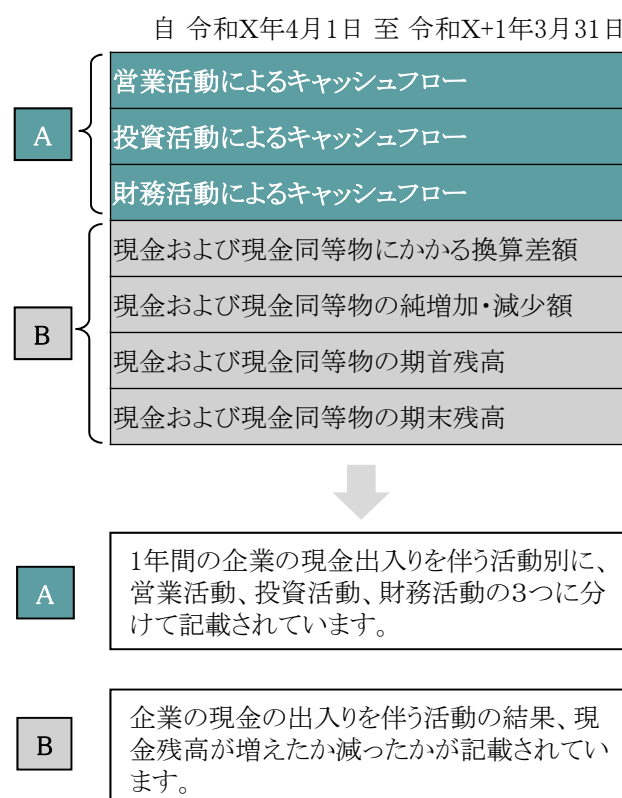 自 令和X年4月1日 至 令和X+1年3月31日
営業活動によるキャッシュフロー
A
投資活動によるキャッシュフロー
財務活動によるキャッシュフロー
現金および現金同等物にかかる換算差額
現金および現金同等物の純増加・減少額
B
現金および現金同等物の期首残高
現金および現金同等物の期末残高
A
1年間の企業の現金出入りを伴う活動別に、
営業活動、投資活動、財務活動の3つに分
けて記載されています。
B
企業の現金の出入りを伴う活動の結果、現
金残高が増えたか減ったかが記載されてい
ます。